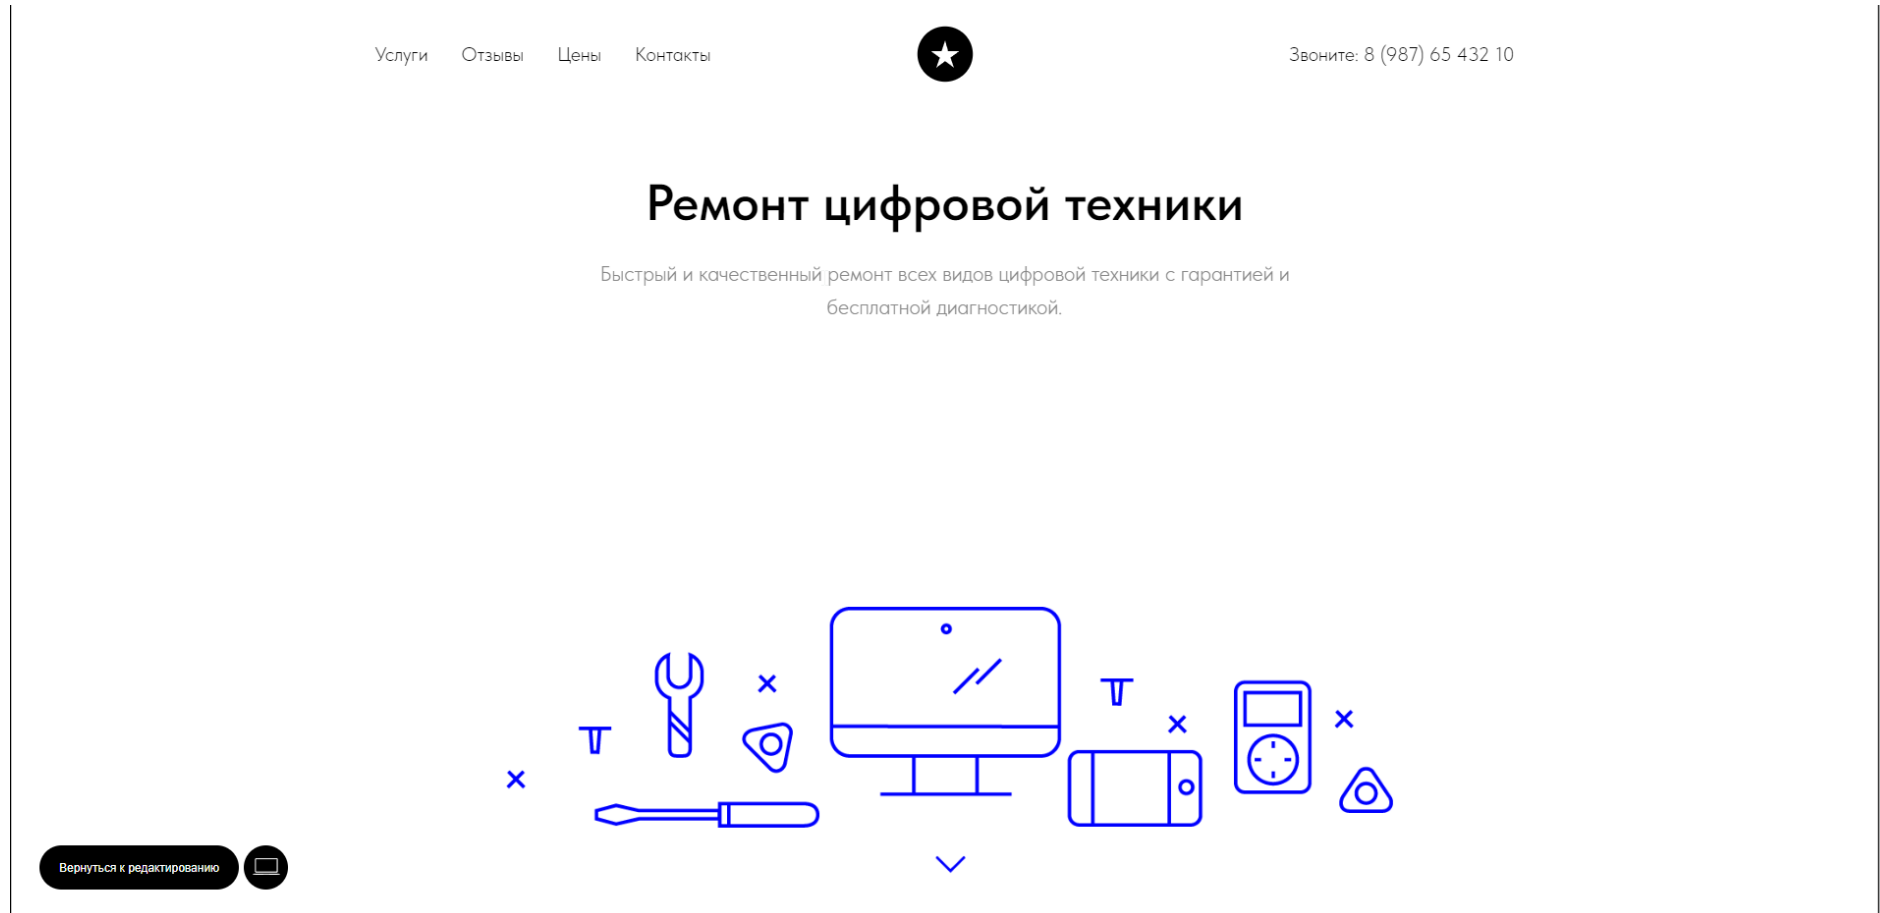 Услуги Отзывы Цены Контакты Звоните: 8 (987) 65 432 10
Ремонт цифровой техники
Быстрый и качественный ремонт всех видов цифровой техники с гарантией и
бесплатной диагностикой.
Вернуться к редактированию